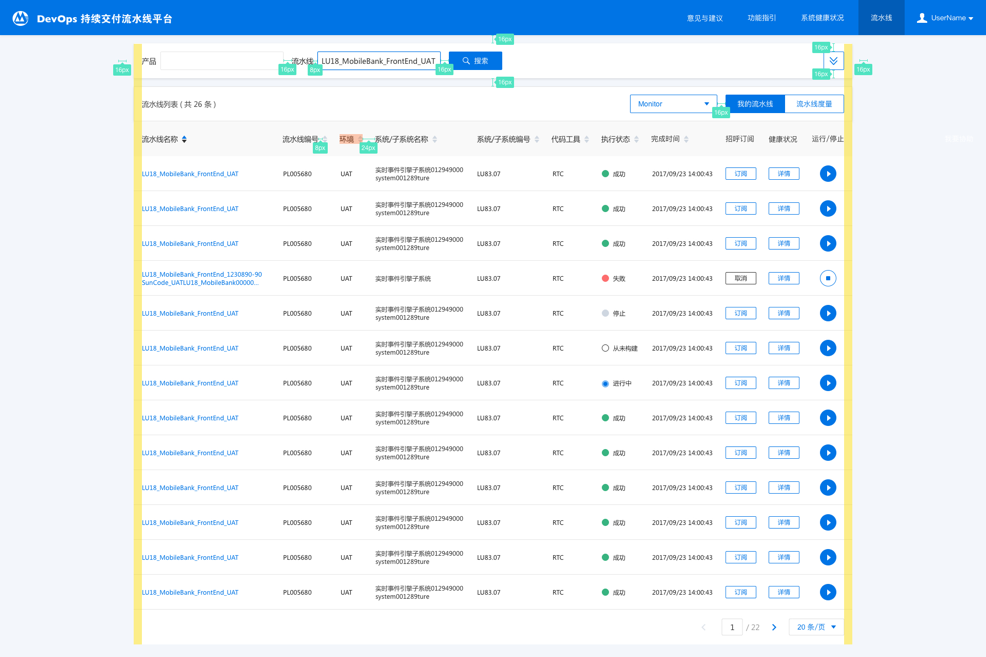 DevOps 持续交付流水线平台
意见与建议 功能指引 系统健康状况 流水线 UserName
16px
产品 流水线 LU18_MobileBank_FrontEnd_UAT 搜索
16px
16px 16px 8px 16px 16px 16px
16px
流水线列表 ( 共 26 条 ) Monitor 我的流水线 流水线度量
16px
流水线名称 流水线编号 环境 系统/子系统名称 系统/子系统编号 代码工具 执行状态 完成时间 招呼订阅 健康状况 运行/停止
8px 24px
LU18_MobileBank_FrontEnd_UAT PL005680 UAT 实时事件引擎子系统012949000 LU83.07 RTC 成功 2017/09/23 14:00:43 订阅 详情
system001289ture
LU18_MobileBank_FrontEnd_UAT PL005680 UAT 实时事件引擎子系统012949000 LU83.07 RTC 成功 2017/09/23 14:00:43 订阅 详情
system001289ture
LU18_MobileBank_FrontEnd_UAT PL005680 UAT 实时事件引擎子系统012949000 LU83.07 RTC 成功 2017/09/23 14:00:43 订阅 详情
system001289ture
LU18_MobileBank_FrontEnd_1230890-90 PL005680 UAT 实时事件引擎子系统 LU83.07 RTC 失败 2017/09/23 14:00:43 取消 详情
SunCode_UATLU18_MobileBank00000...
LU18_MobileBank_FrontEnd_UAT PL005680 UAT 实时事件引擎子系统012949000 LU83.07 RTC 停止 2017/09/23 14:00:43 订阅 详情
system001289ture
LU18_MobileBank_FrontEnd_UAT PL005680 UAT 实时事件引擎子系统012949000 LU83.07 RTC 从未构建 2017/09/23 14:00:43 订阅 详情
system001289ture
LU18_MobileBank_FrontEnd_UAT PL005680 UAT 实时事件引擎子系统012949000 LU83.07 RTC 进行中 2017/09/23 14:00:43 订阅 详情
system001289ture
LU18_MobileBank_FrontEnd_UAT PL005680 UAT 实时事件引擎子系统012949000 LU83.07 RTC 成功 2017/09/23 14:00:43 订阅 详情
system001289ture
LU18_MobileBank_FrontEnd_UAT PL005680 UAT 实时事件引擎子系统012949000 LU83.07 RTC 成功 2017/09/23 14:00:43 订阅 详情
system001289ture
LU18_MobileBank_FrontEnd_UAT PL005680 UAT 实时事件引擎子系统012949000 LU83.07 RTC 成功 2017/09/23 14:00:43 订阅 详情
system001289ture
LU18_MobileBank_FrontEnd_UAT PL005680 UAT 实时事件引擎子系统012949000 LU83.07 RTC 成功 2017/09/23 14:00:43 订阅 详情
system001289ture
LU18_MobileBank_FrontEnd_UAT PL005680 UAT 实时事件引擎子系统012949000 LU83.07 RTC 成功 2017/09/23 14:00:43 订阅 详情
system001289ture
LU18_MobileBank_FrontEnd_UAT PL005680 UAT 实时事件引擎子系统012949000 LU83.07 RTC 成功 2017/09/23 14:00:43 订阅 详情
system001289ture
1 / 22 20 条/页